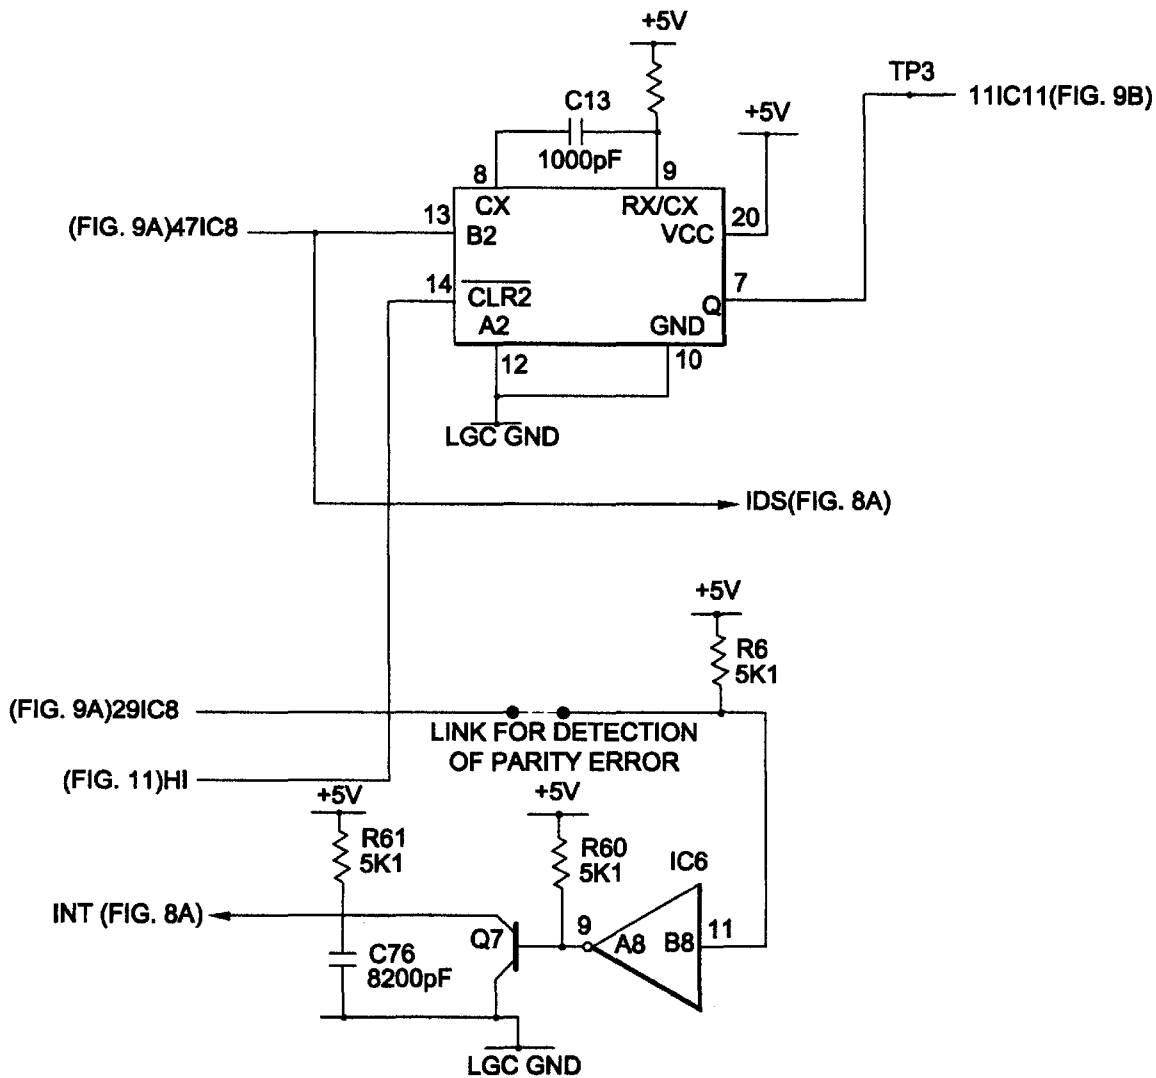 +5V
TP3
11IC11(FIG. 9B)
C13
+5V
1000pF
8
9
CX
RX/CX
13
20
(FIG. 9A)47IC8
B2
VCC
14
7
CLR2
Q
A2
GND
12
10
LGC GND
IDS(FIG. 8A)
+5V
R6
5K1
(FIG. 9A)29IC8
LINK FOR DETECTION
OF PARITY ERROR
(FIG. 11)HI
+5V
+5V
R61
5K1
R60
5K1
IC6
INT (FIG. 8A)
Q7
9
A8
B8
11
C76
8200pF
LGC GND